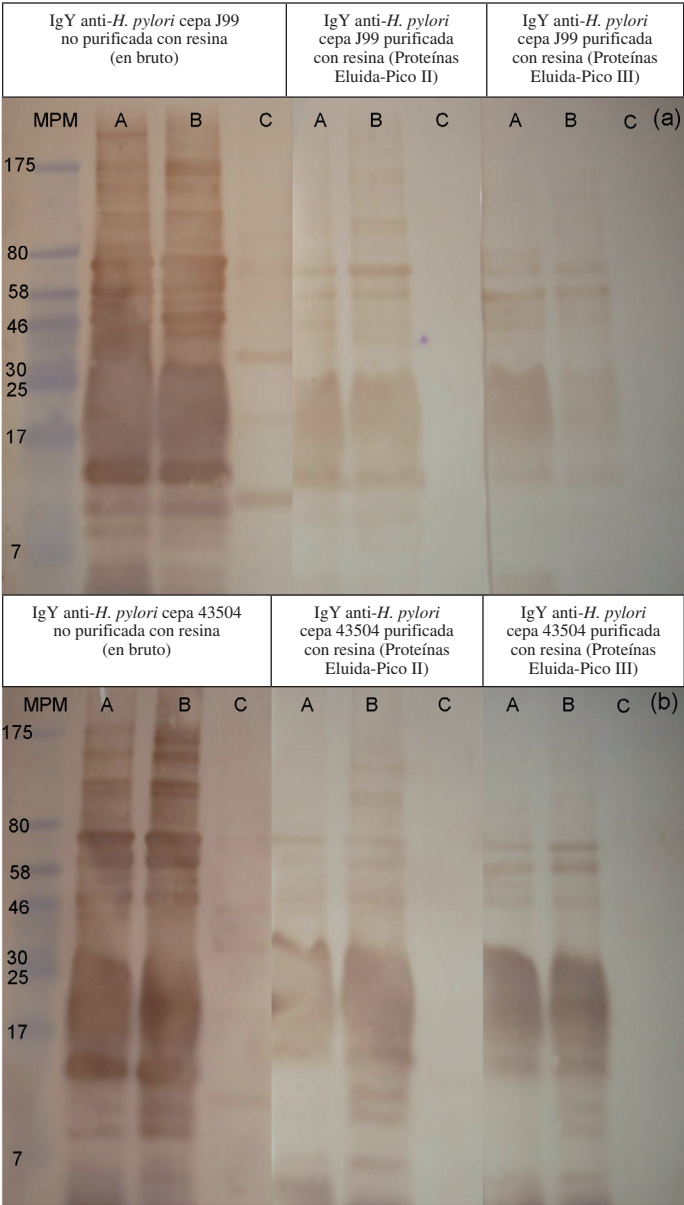 IgY anti-H. pylori cepa J99
no purificada con resina
(en bruto)
IgY anti-H. pylori
cepa J99 purificada
con resina (Proteínas
Eluida-Pico II)
IgY anti-H. pylori
cepa J99 purificada
con resina (Proteínas
Eluida-Pico III)
MPM A B C A B C A B C (a)
175
80
58
46
30
25
17
7
IgY anti-H. pylori cepa 43504
no purificada con resina
(en bruto)
IgY anti-H. pylori
cepa 43504 purificada
con resina (Proteínas
Eluida-Pico II)
IgY anti-H. pylori
cepa 43504 purificada
con resina (Proteínas
Eluida-Pico III)
MPM A B C A B C A B C (b)
175
80
58
46
30
25
17
7